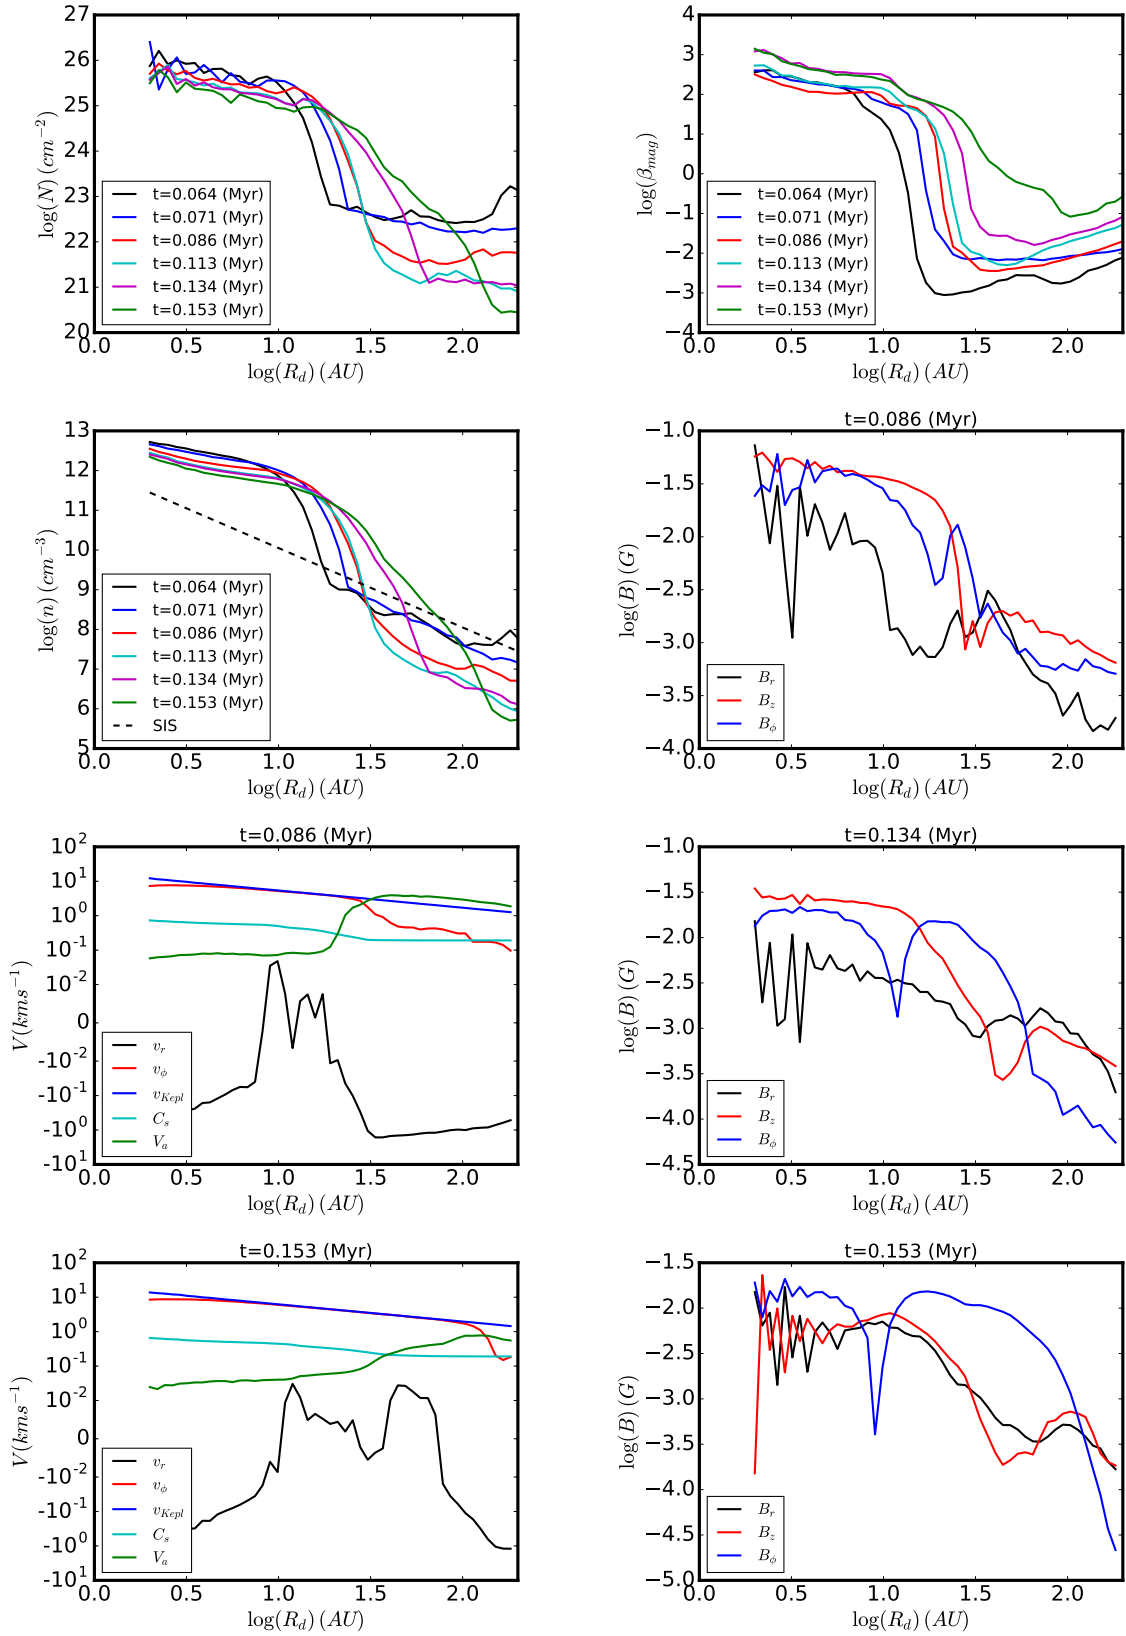 27
26
25
24
23
22
21
20
log(N) (cm⁻²)
t=0.064 (Myr)
t=0.071 (Myr)
t=0.086 (Myr)
t=0.113 (Myr)
t=0.134 (Myr)
t=0.153 (Myr)
0.0 0.5 1.0 1.5 2.0
log(R_d) (AU)
4
3
2
1
0
−1
−2
−3
−4
log(β_mag)
t=0.064 (Myr)
t=0.071 (Myr)
t=0.086 (Myr)
t=0.113 (Myr)
t=0.134 (Myr)
t=0.153 (Myr)
0.0 0.5 1.0 1.5 2.0
log(R_d) (AU)
13
12
11
10
9
8
7
6
5
log(n) (cm⁻³)
t=0.064 (Myr)
t=0.071 (Myr)
t=0.086 (Myr)
t=0.113 (Myr)
t=0.134 (Myr)
t=0.153 (Myr)
SIS
0.0 0.5 1.0 1.5 2.0
log(R_d) (AU)
t=0.086 (Myr)
−1.0
−1.5
−2.0
−2.5
−3.0
−3.5
−4.0
log(B) (G)
B_r
B_z
B_ϕ
0.0 0.5 1.0 1.5 2.0
log(R_d) (AU)
t=0.086 (Myr)
10²
10¹
10⁰
10⁻¹
10⁻²
0
-10⁻²
-10⁻¹
-10⁰
-10¹
V(kms⁻¹)
v_r
v_ϕ
v_Kepl
C_s
V_a
0.0 0.5 1.0 1.5 2.0
log(R_d) (AU)
t=0.134 (Myr)
−1.0
−1.5
−2.0
−2.5
−3.0
−3.5
−4.0
−4.5
log(B) (G)
B_r
B_z
B_ϕ
0.0 0.5 1.0 1.5 2.0
log(R_d) (AU)
t=0.153 (Myr)
10²
10¹
10⁰
10⁻¹
10⁻²
0
-10⁻²
-10⁻¹
-10⁰
-10¹
V(kms⁻¹)
v_r
v_ϕ
v_Kepl
C_s
V_a
0.0 0.5 1.0 1.5 2.0
log(R_d) (AU)
t=0.153 (Myr)
−1.5
−2.0
−2.5
−3.0
−3.5
−4.0
−4.5
−5.0
log(B) (G)
B_r
B_z
B_ϕ
0.0 0.5 1.0 1.5 2.0
log(R_d) (AU)